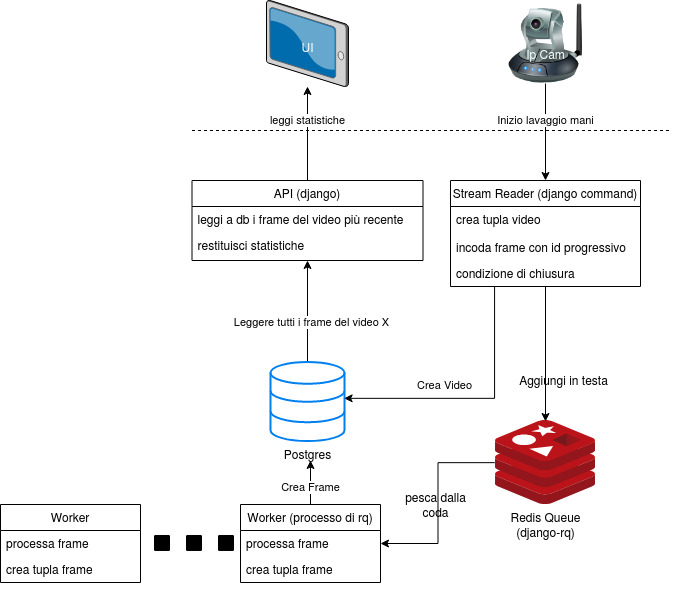 UI
Ip Cam
leggi statistiche
Inizio lavaggio mani
API (django)
leggi a db i frame del video più recente
restituisci statistiche
Stream Reader (django command)
crea tupla video
incoda frame con id progressivo
condizione di chiusura
Leggere tutti i frame del video X
Crea Video
Aggiungi in testa
Postgres
Crea Frame
pesca dalla
coda
Redis Queue
(django-rq)
Worker
processa frame
crea tupla frame
Worker (processo di rq)
processa frame
crea tupla frame